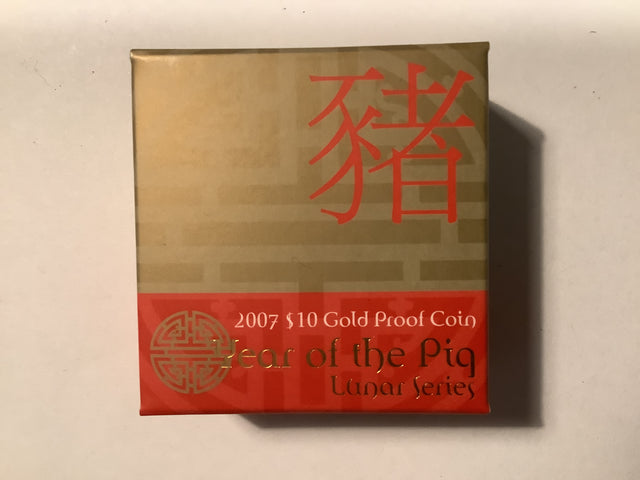 豬
2007 $10 Gold Proof Coin
Year of the Pig
Lunar Series